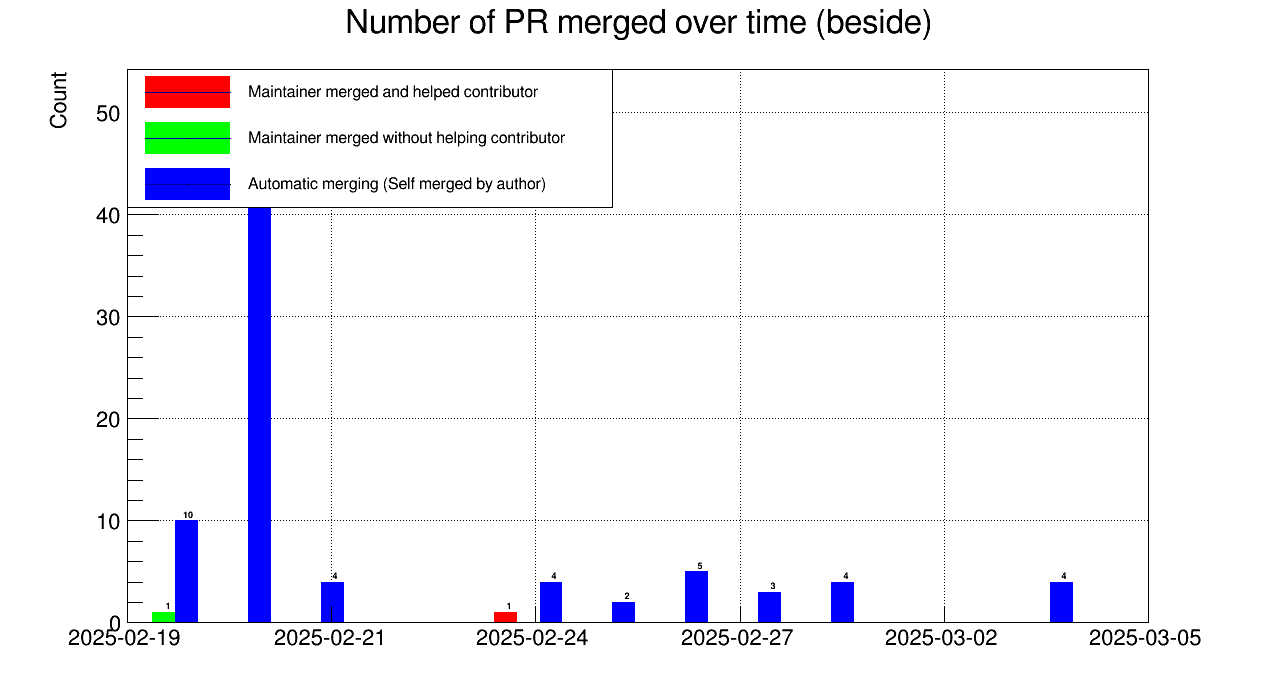 Number of PR merged over time (beside)
Count
Maintainer merged and helped contributor
Maintainer merged without helping contributor
Automatic merging (Self merged by author)
50
40
30
20
10
0
1
10
4
1
4
2
5
3
4
4
2025-02-19 2025-02-21 2025-02-24 2025-02-27 2025-03-02 2025-03-05